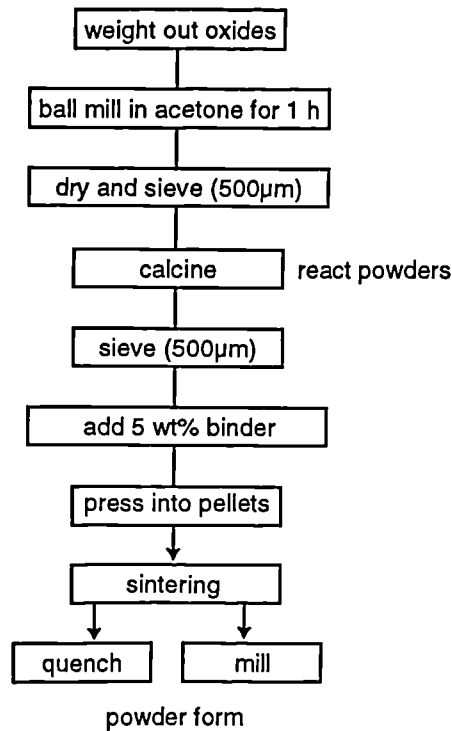 weight out oxides
ball mill in acetone for 1 h
dry and sieve (500µm)
calcine
react powders
sieve (500µm)
add 5 wt% binder
press into pellets
sintering
quench
mill
powder form